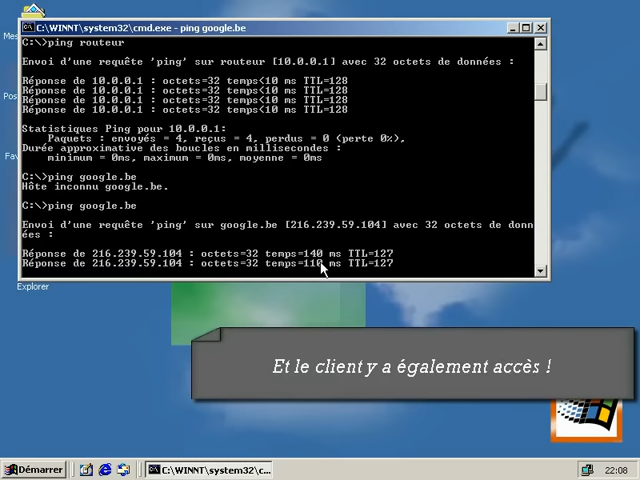 C:\WINNT\system32\cmd.exe - ping google.be
C:\>ping routeur
Envoi d'une requête 'ping' sur routeur [10.0.0.1] avec 32 octets de données :
Réponse de 10.0.0.1 : octets=32 temps<10 ms TTL=128
Réponse de 10.0.0.1 : octets=32 temps<10 ms TTL=128
Réponse de 10.0.0.1 : octets=32 temps<10 ms TTL=128
Réponse de 10.0.0.1 : octets=32 temps<10 ms TTL=128
Statistiques Ping pour 10.0.0.1:
Paquets : envoyés = 4, reçus = 4, perdus = 0 (perte 0%),
Durée approximative des boucles en millisecondes :
minimum = 0ms, maximum = 0ms, moyenne = 0ms
C:\>ping google.be
Hôte inconnu google.be.
C:\>ping google.be
Envoi d'une requête 'ping' sur google.be [216.239.59.104] avec 32 octets de donn
ées :
Réponse de 216.239.59.104 : octets=32 temps=140 ms TTL=127
Réponse de 216.239.59.104 : octets=32 temps=110 ms TTL=127
Explorer
Et le client y a également accès !
Démarrer
C:\WINNT\system32\c...
22:08